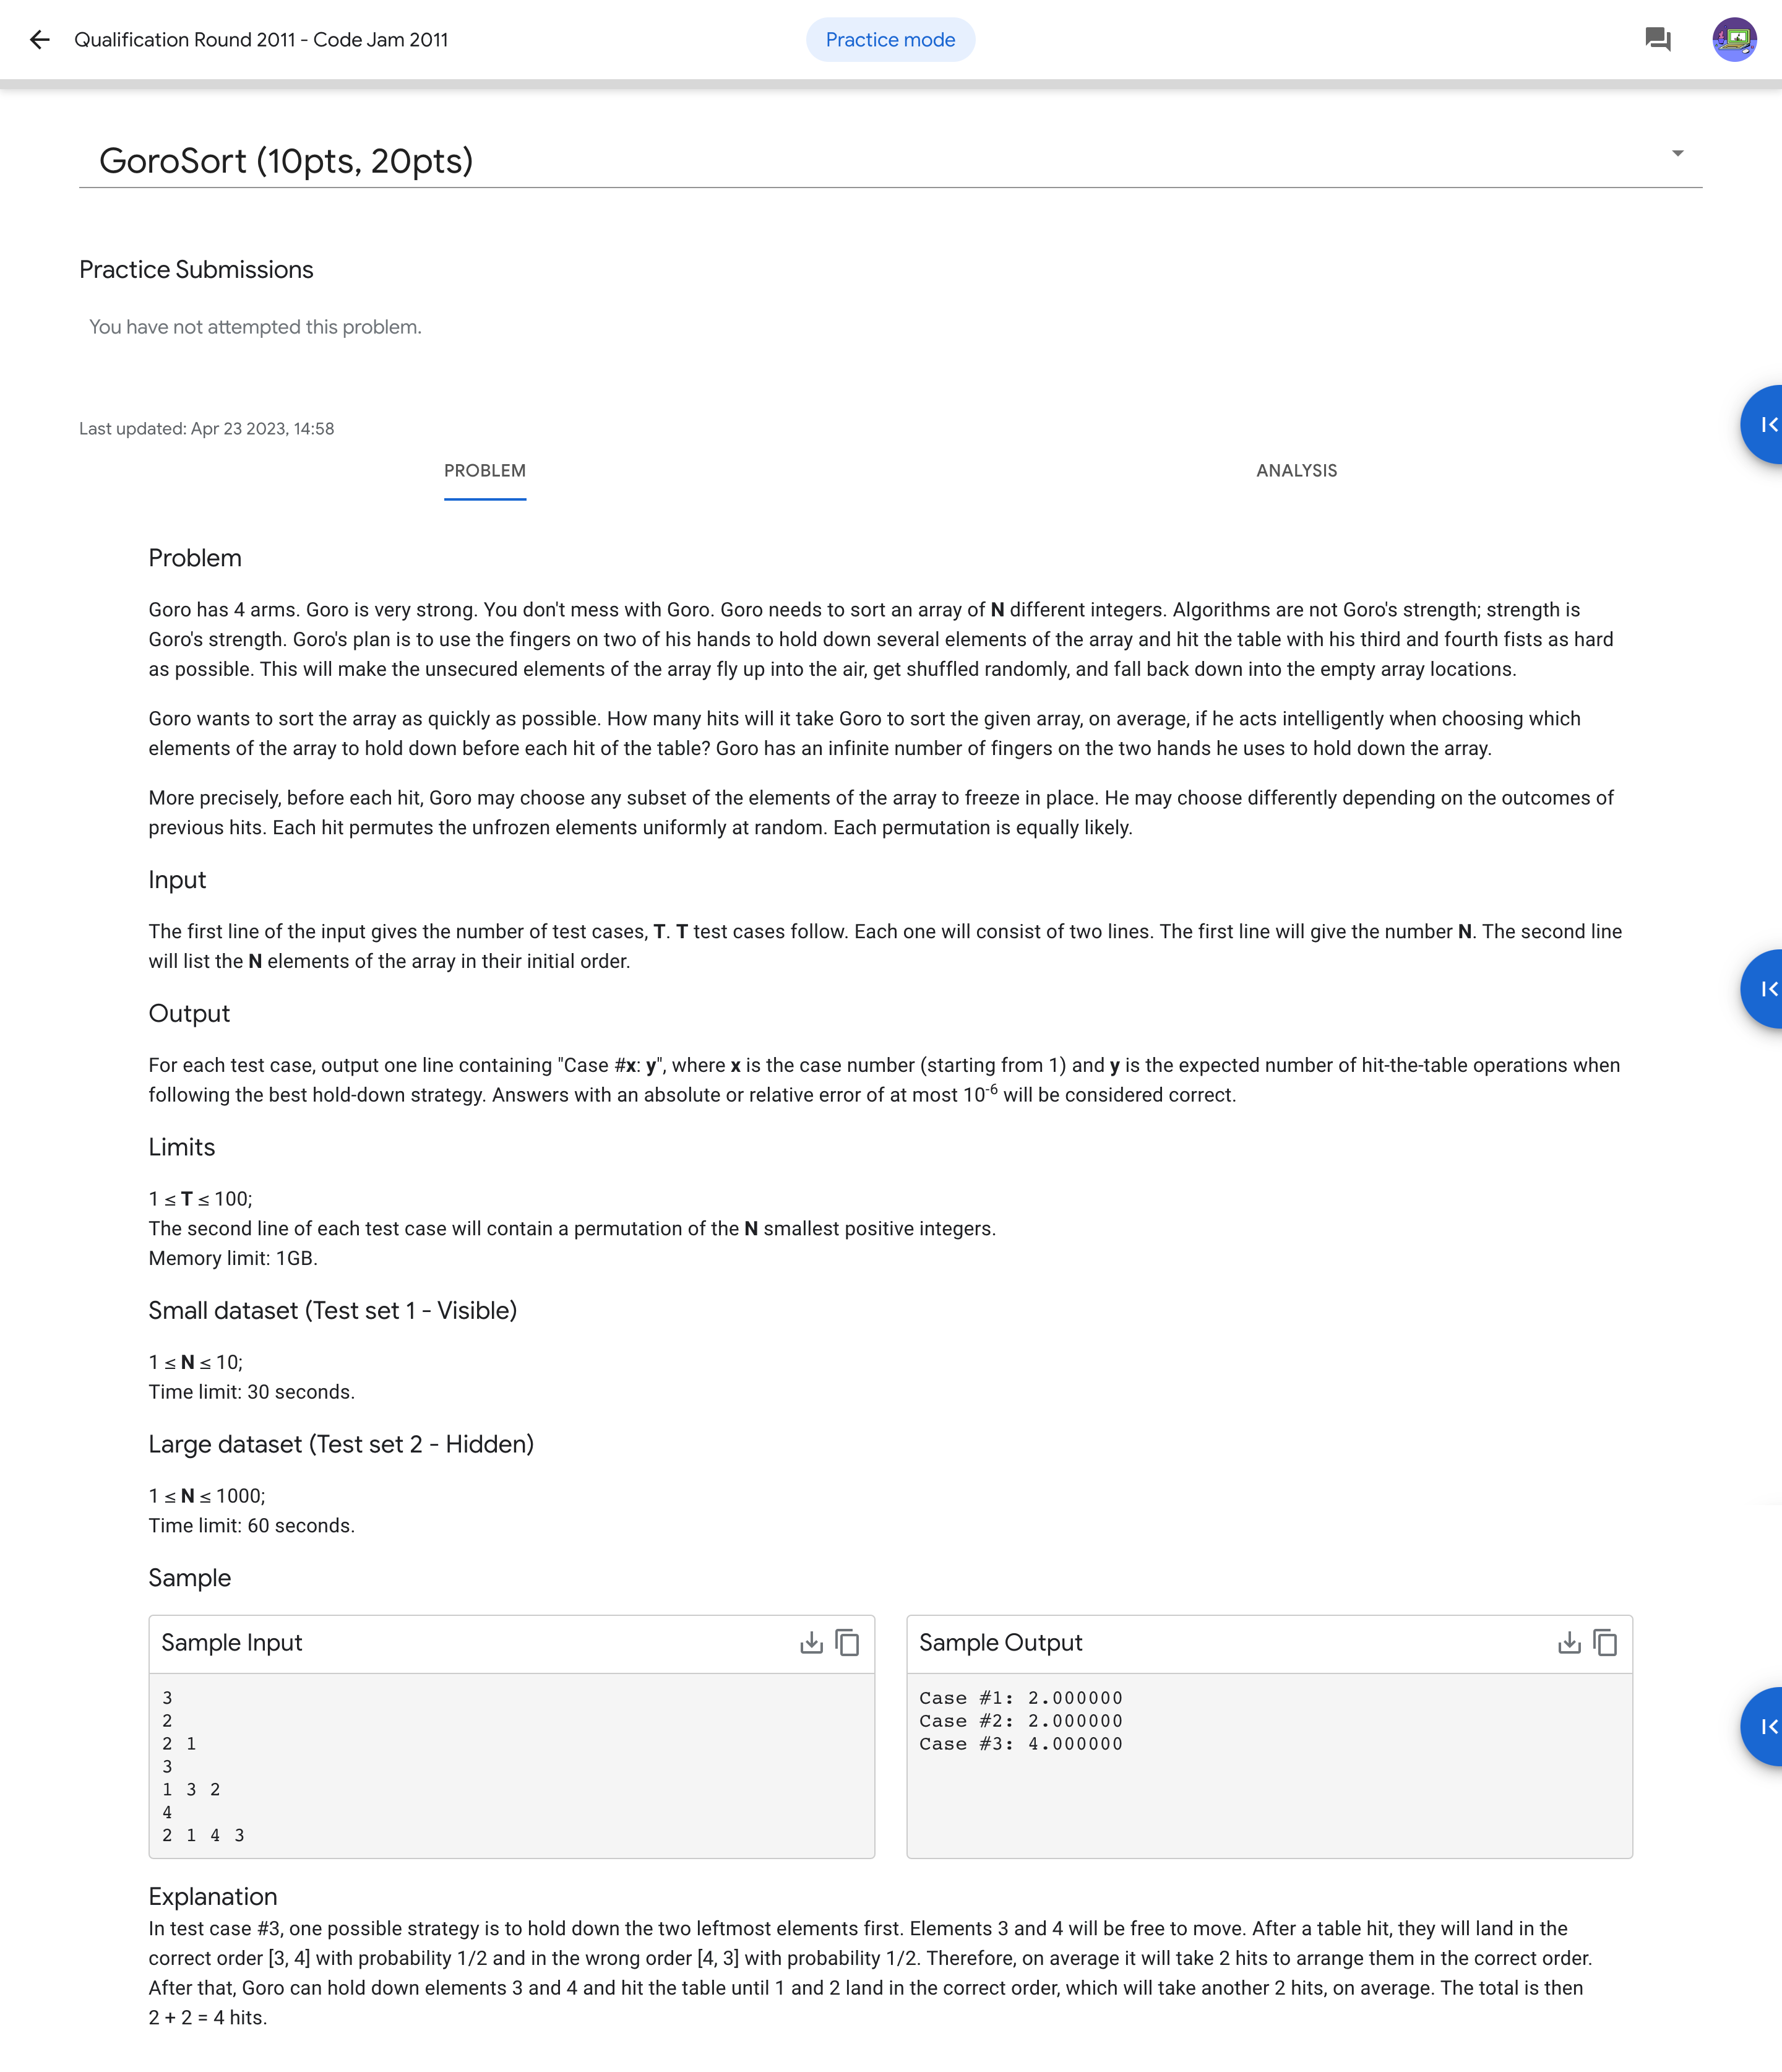 Qualification Round 2011 - Code Jam 2011
Practice mode
GoroSort (10pts, 20pts)
Practice Submissions
You have not attempted this problem.
Last updated: Apr 23 2023, 14:58
PROBLEM
ANALYSIS
Problem
Goro has 4 arms. Goro is very strong. You don't mess with Goro. Goro needs to sort an array of N different integers. Algorithms are not Goro's strength; strength is
Goro's strength. Goro's plan is to use the fingers on two of his hands to hold down several elements of the array and hit the table with his third and fourth fists as hard
as possible. This will make the unsecured elements of the array fly up into the air, get shuffled randomly, and fall back down into the empty array locations.
Goro wants to sort the array as quickly as possible. How many hits will it take Goro to sort the given array, on average, if he acts intelligently when choosing which
elements of the array to hold down before each hit of the table? Goro has an infinite number of fingers on the two hands he uses to hold down the array.
More precisely, before each hit, Goro may choose any subset of the elements of the array to freeze in place. He may choose differently depending on the outcomes of
previous hits. Each hit permutes the unfrozen elements uniformly at random. Each permutation is equally likely.
Input
The first line of the input gives the number of test cases, T. T test cases follow. Each one will consist of two lines. The first line will give the number N. The second line
will list the N elements of the array in their initial order.
Output
For each test case, output one line containing "Case #x: y", where x is the case number (starting from 1) and y is the expected number of hit-the-table operations when
following the best hold-down strategy. Answers with an absolute or relative error of at most 10-6 will be considered correct.
Limits
1 ≤ T ≤ 100;
The second line of each test case will contain a permutation of the N smallest positive integers.
Memory limit: 1GB.
Small dataset (Test set 1 - Visible)
1 ≤ N ≤ 10;
Time limit: 30 seconds.
Large dataset (Test set 2 - Hidden)
1 ≤ N ≤ 1000;
Time limit: 60 seconds.
Sample
Sample Input
3
2
2 1
3
1 3 2
4
2 1 4 3
Sample Output
Case #1: 2.000000
Case #2: 2.000000
Case #3: 4.000000
Explanation
In test case #3, one possible strategy is to hold down the two leftmost elements first. Elements 3 and 4 will be free to move. After a table hit, they will land in the
correct order [3, 4] with probability 1/2 and in the wrong order [4, 3] with probability 1/2. Therefore, on average it will take 2 hits to arrange them in the correct order.
After that, Goro can hold down elements 3 and 4 and hit the table until 1 and 2 land in the correct order, which will take another 2 hits, on average. The total is then
2 + 2 = 4 hits.